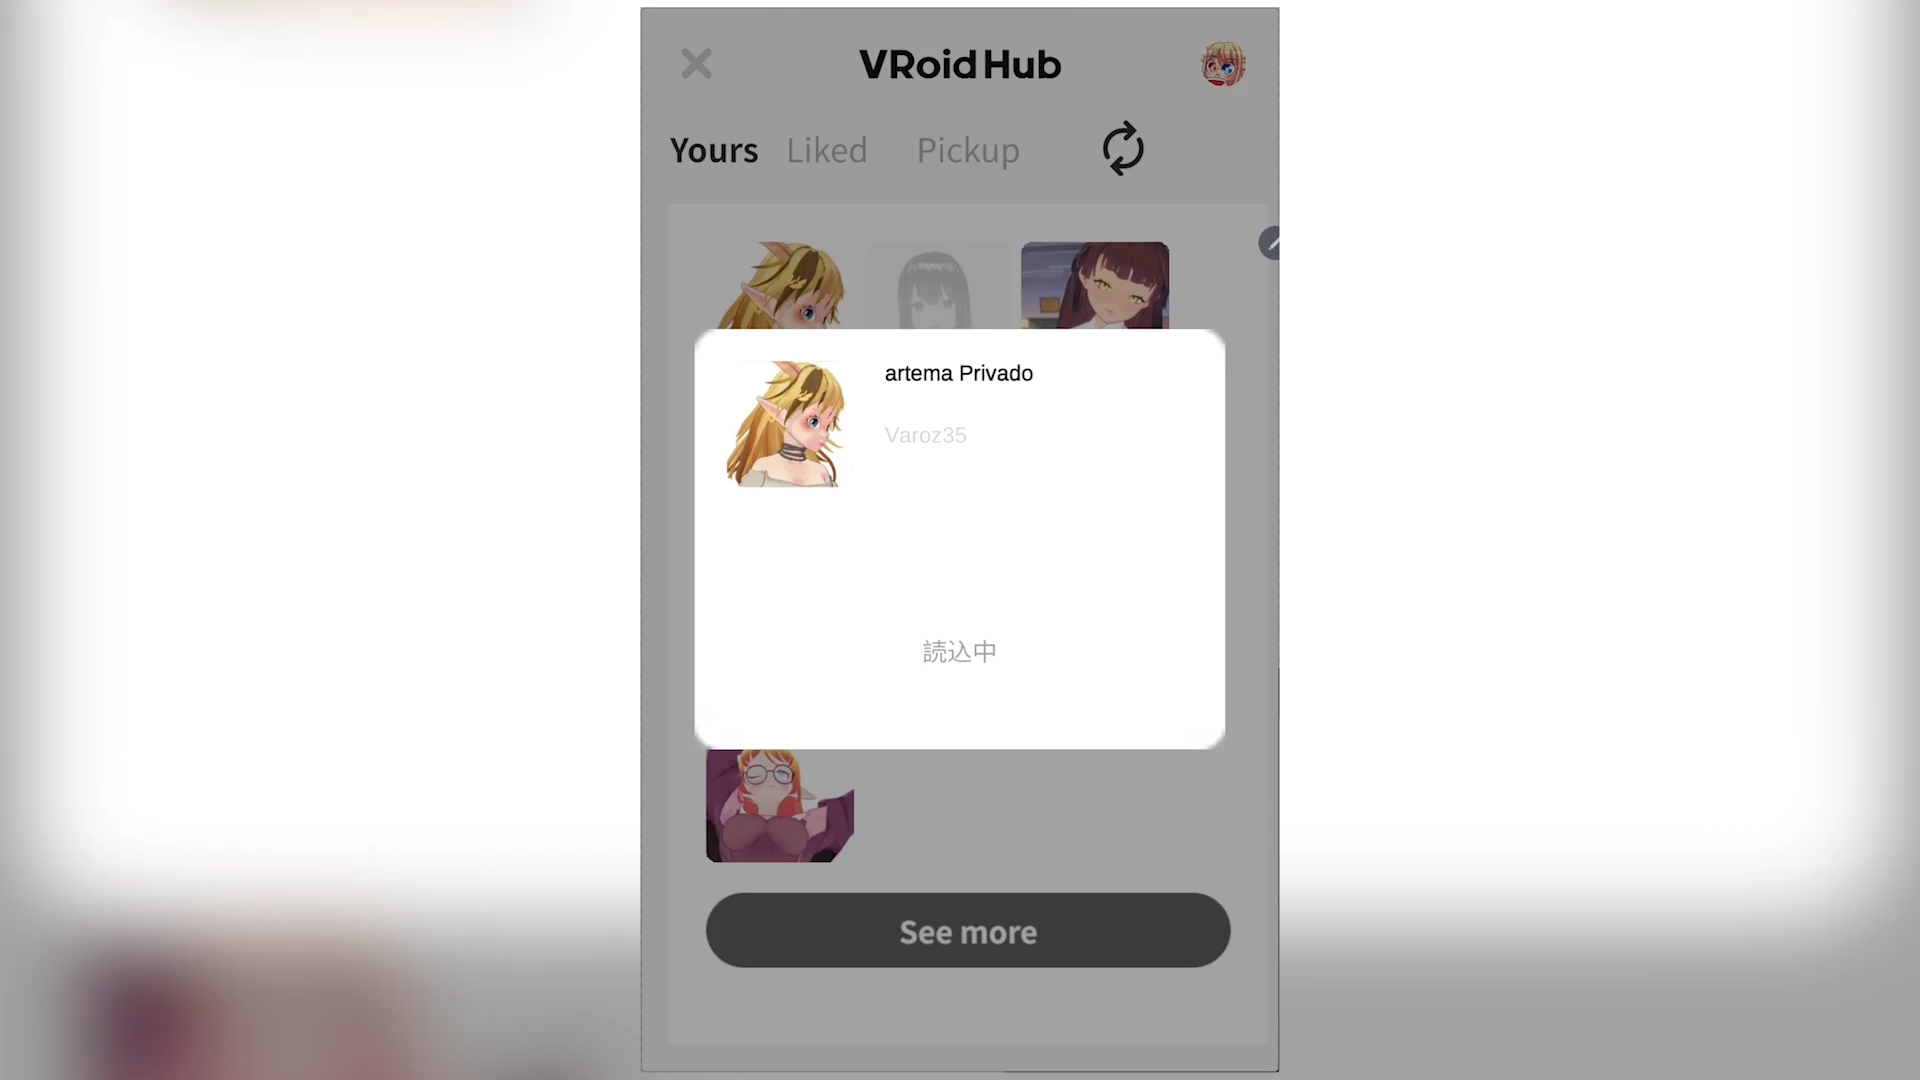 VRoid Hub
Yours Liked Pickup
artema Privado
Varoz35
読込中
See more